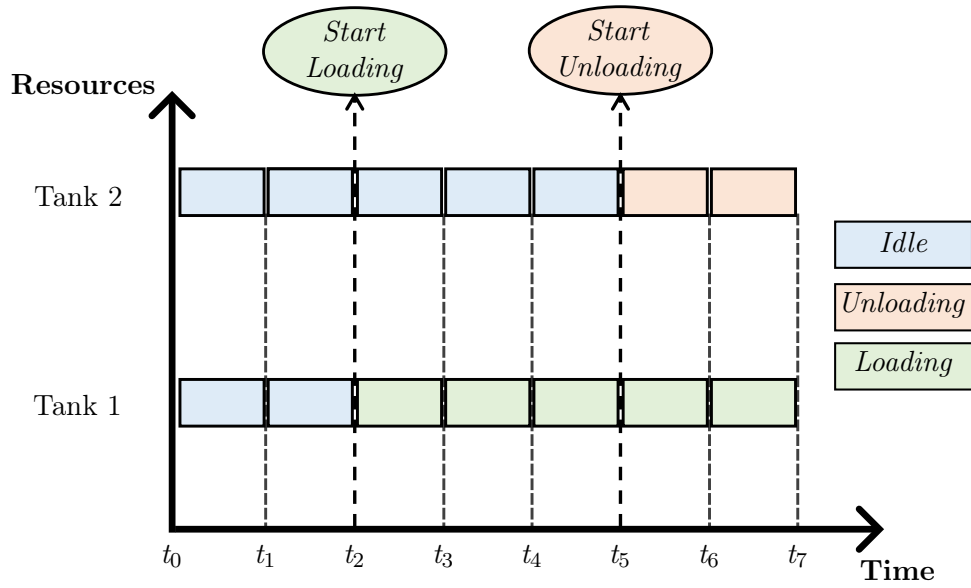 Start
Loading
Start
Unloading
Resources
Tank 2
Idle
Unloading
Loading
Tank 1
t0 t1 t2 t3 t4 t5 t6 t7
Time